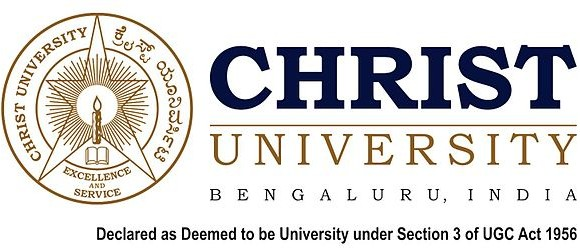 CHRIST UNIVERSITY
ಕ್ರೈಸ್ಟ್ ಯೂನಿವರ್ಸಿಟಿ
EXCELLENCE
AND
SERVICE
CHRIST
UNIVERSITY
BENGALURU, INDIA
Declared as Deemed to be University under Section 3 of UGC Act 1956